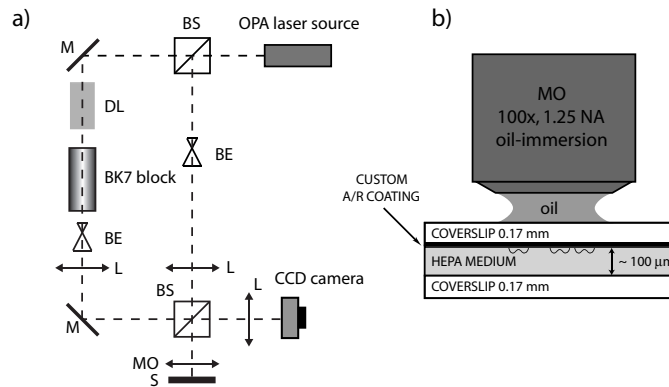 a)
BS
OPA laser source
M
DL
BE
BK7 block
BE
L
L
L
BS
CCD camera
M
MO
S
b)
MO
100x, 1.25 NA
oil-immersion
CUSTOM
A/R COATING
oil
COVERSLIP 0.17 mm
HEPA MEDIUM
~ 100 μm
COVERSLIP 0.17 mm